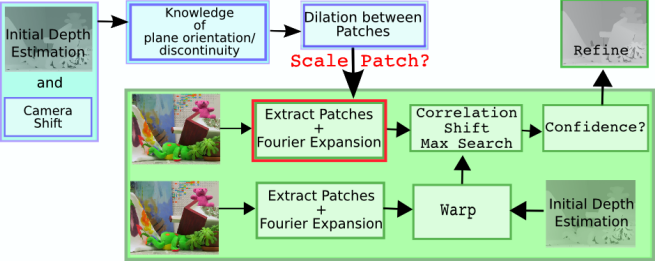 Initial Depth
Estimation
and
Camera
Shift
Knowledge
of
plane orientation/
discontinuity
Dilation between
Patches
Scale Patch?
Refine
Extract Patches
+
Fourier Expansion
Correlation
Shift
Max Search
Confidence?
Extract Patches
+
Fourier Expansion
Warp
Initial Depth
Estimation